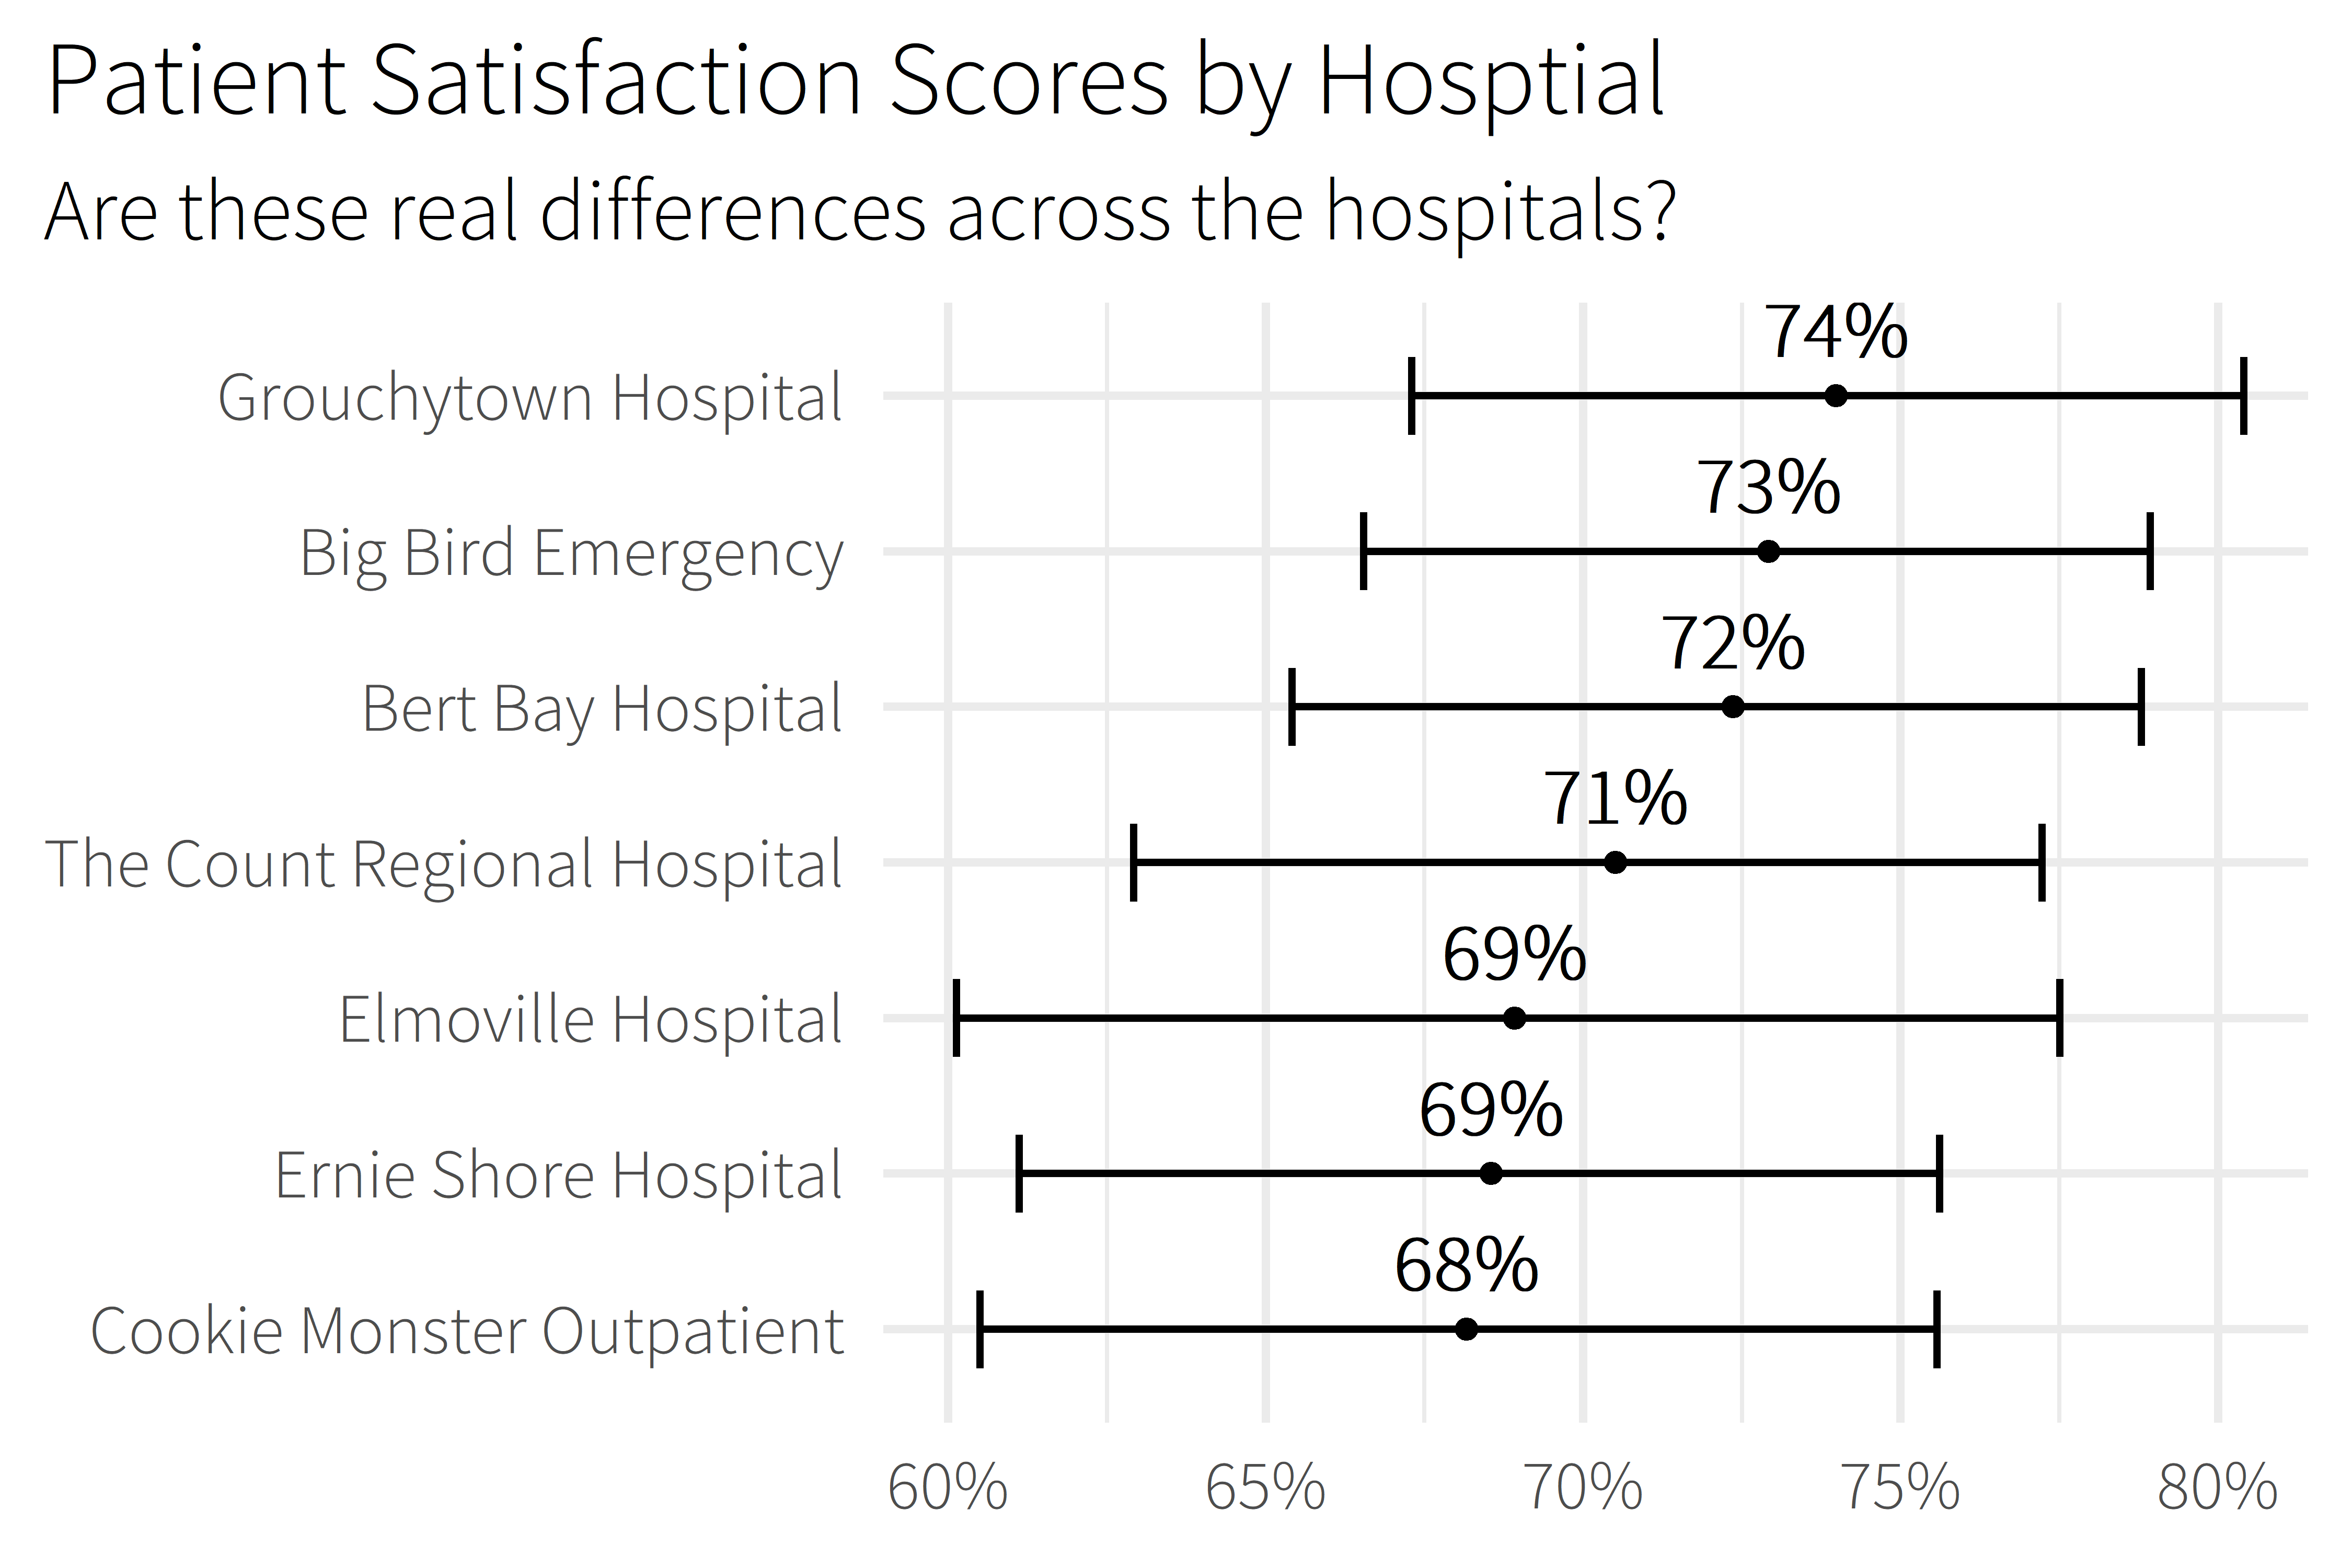 Patient Satisfaction Scores by Hosptial
Are these real differences across the hospitals?
74%
Grouchytown Hospital
73%
Big Bird Emergency
72%
Bert Bay Hospital
71%
The Count Regional Hospital
69%
Elmoville Hospital
69%
Ernie Shore Hospital
68%
Cookie Monster Outpatient
60% 65% 70% 75% 80%